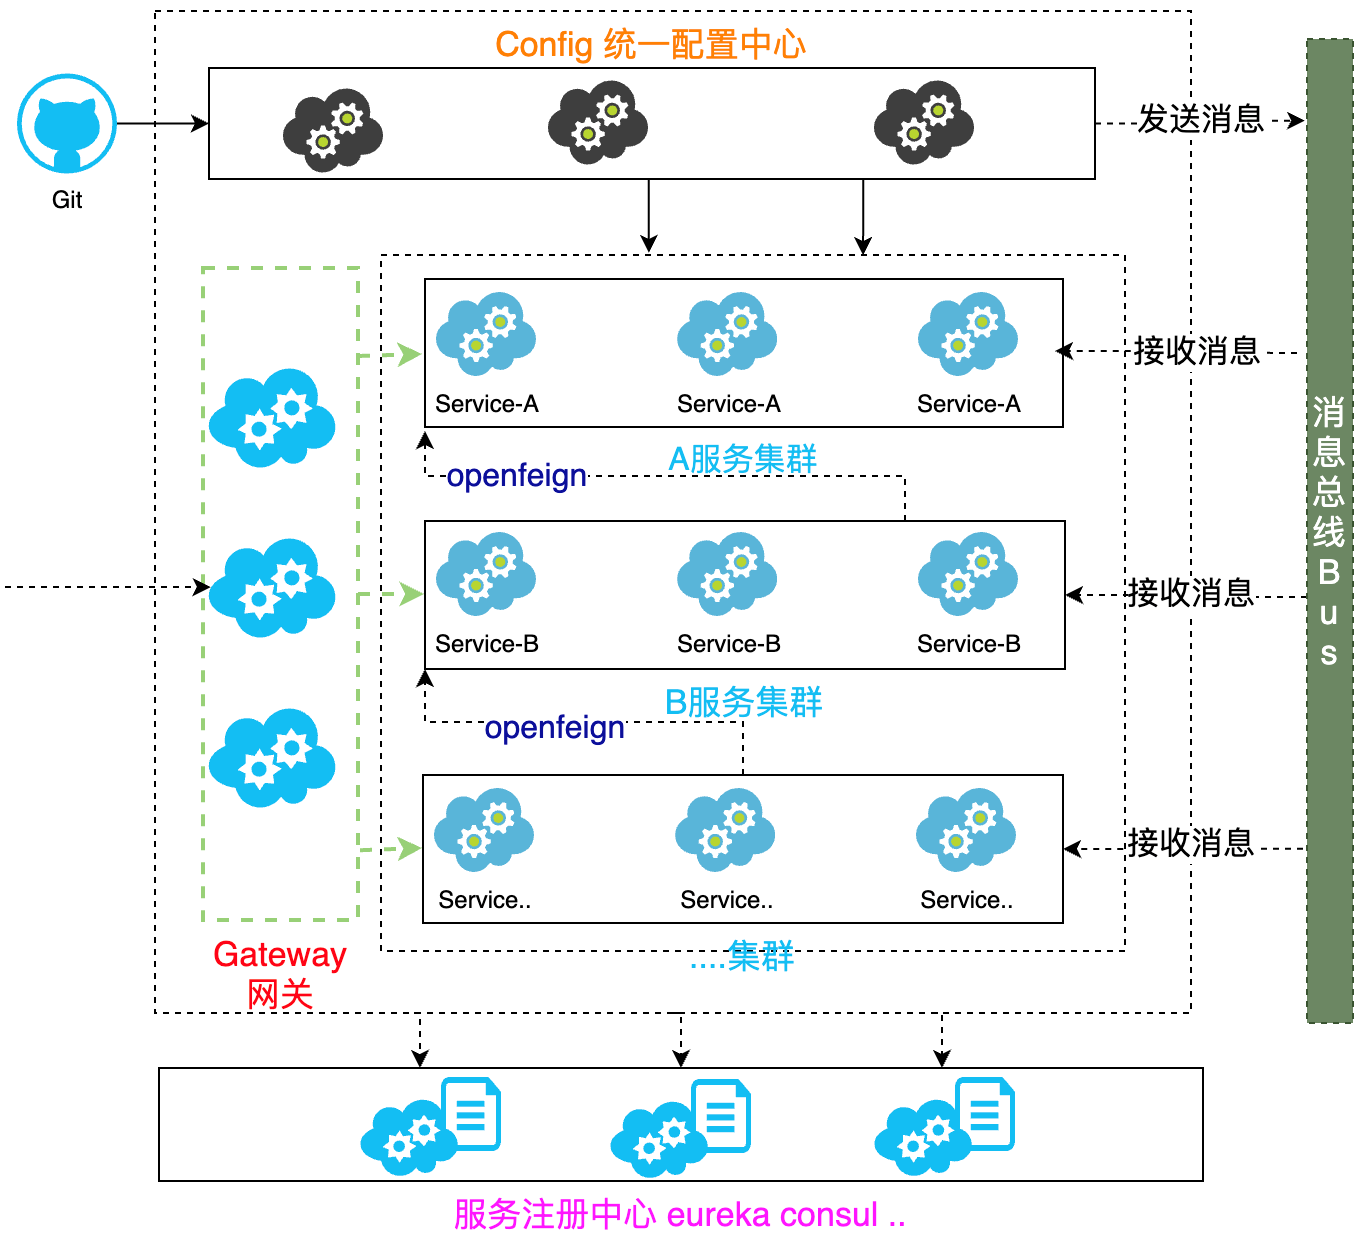 Config 统一配置中心
发送消息
Git
接收消息
Service-A
Service-A
Service-A
A服务集群
openfeign
接收消息
Service-B
Service-B
Service-B
B服务集群
openfeign
接收消息
Service..
Service..
Service..
....集群
Gateway
网关
消息总线Bus
服务注册中心 eureka consul ..